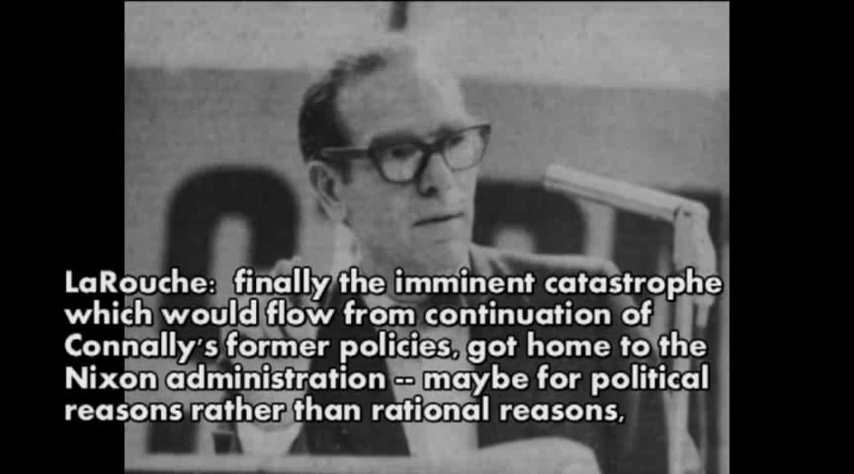 LaRouche:  finally the imminent catastrophe
which would flow from continuation of
Connally's former policies, got home to the
Nixon administration -- maybe for political
reasons rather than rational reasons,